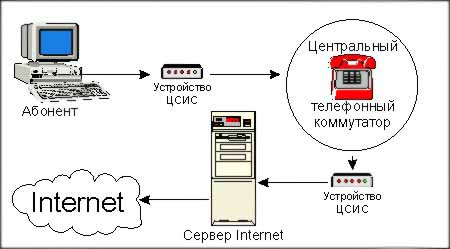 Абонент
Устройство
ЦСИС
Центральный
телефонный
коммутатор
Устройство
ЦСИС
Сервер Internet
Internet